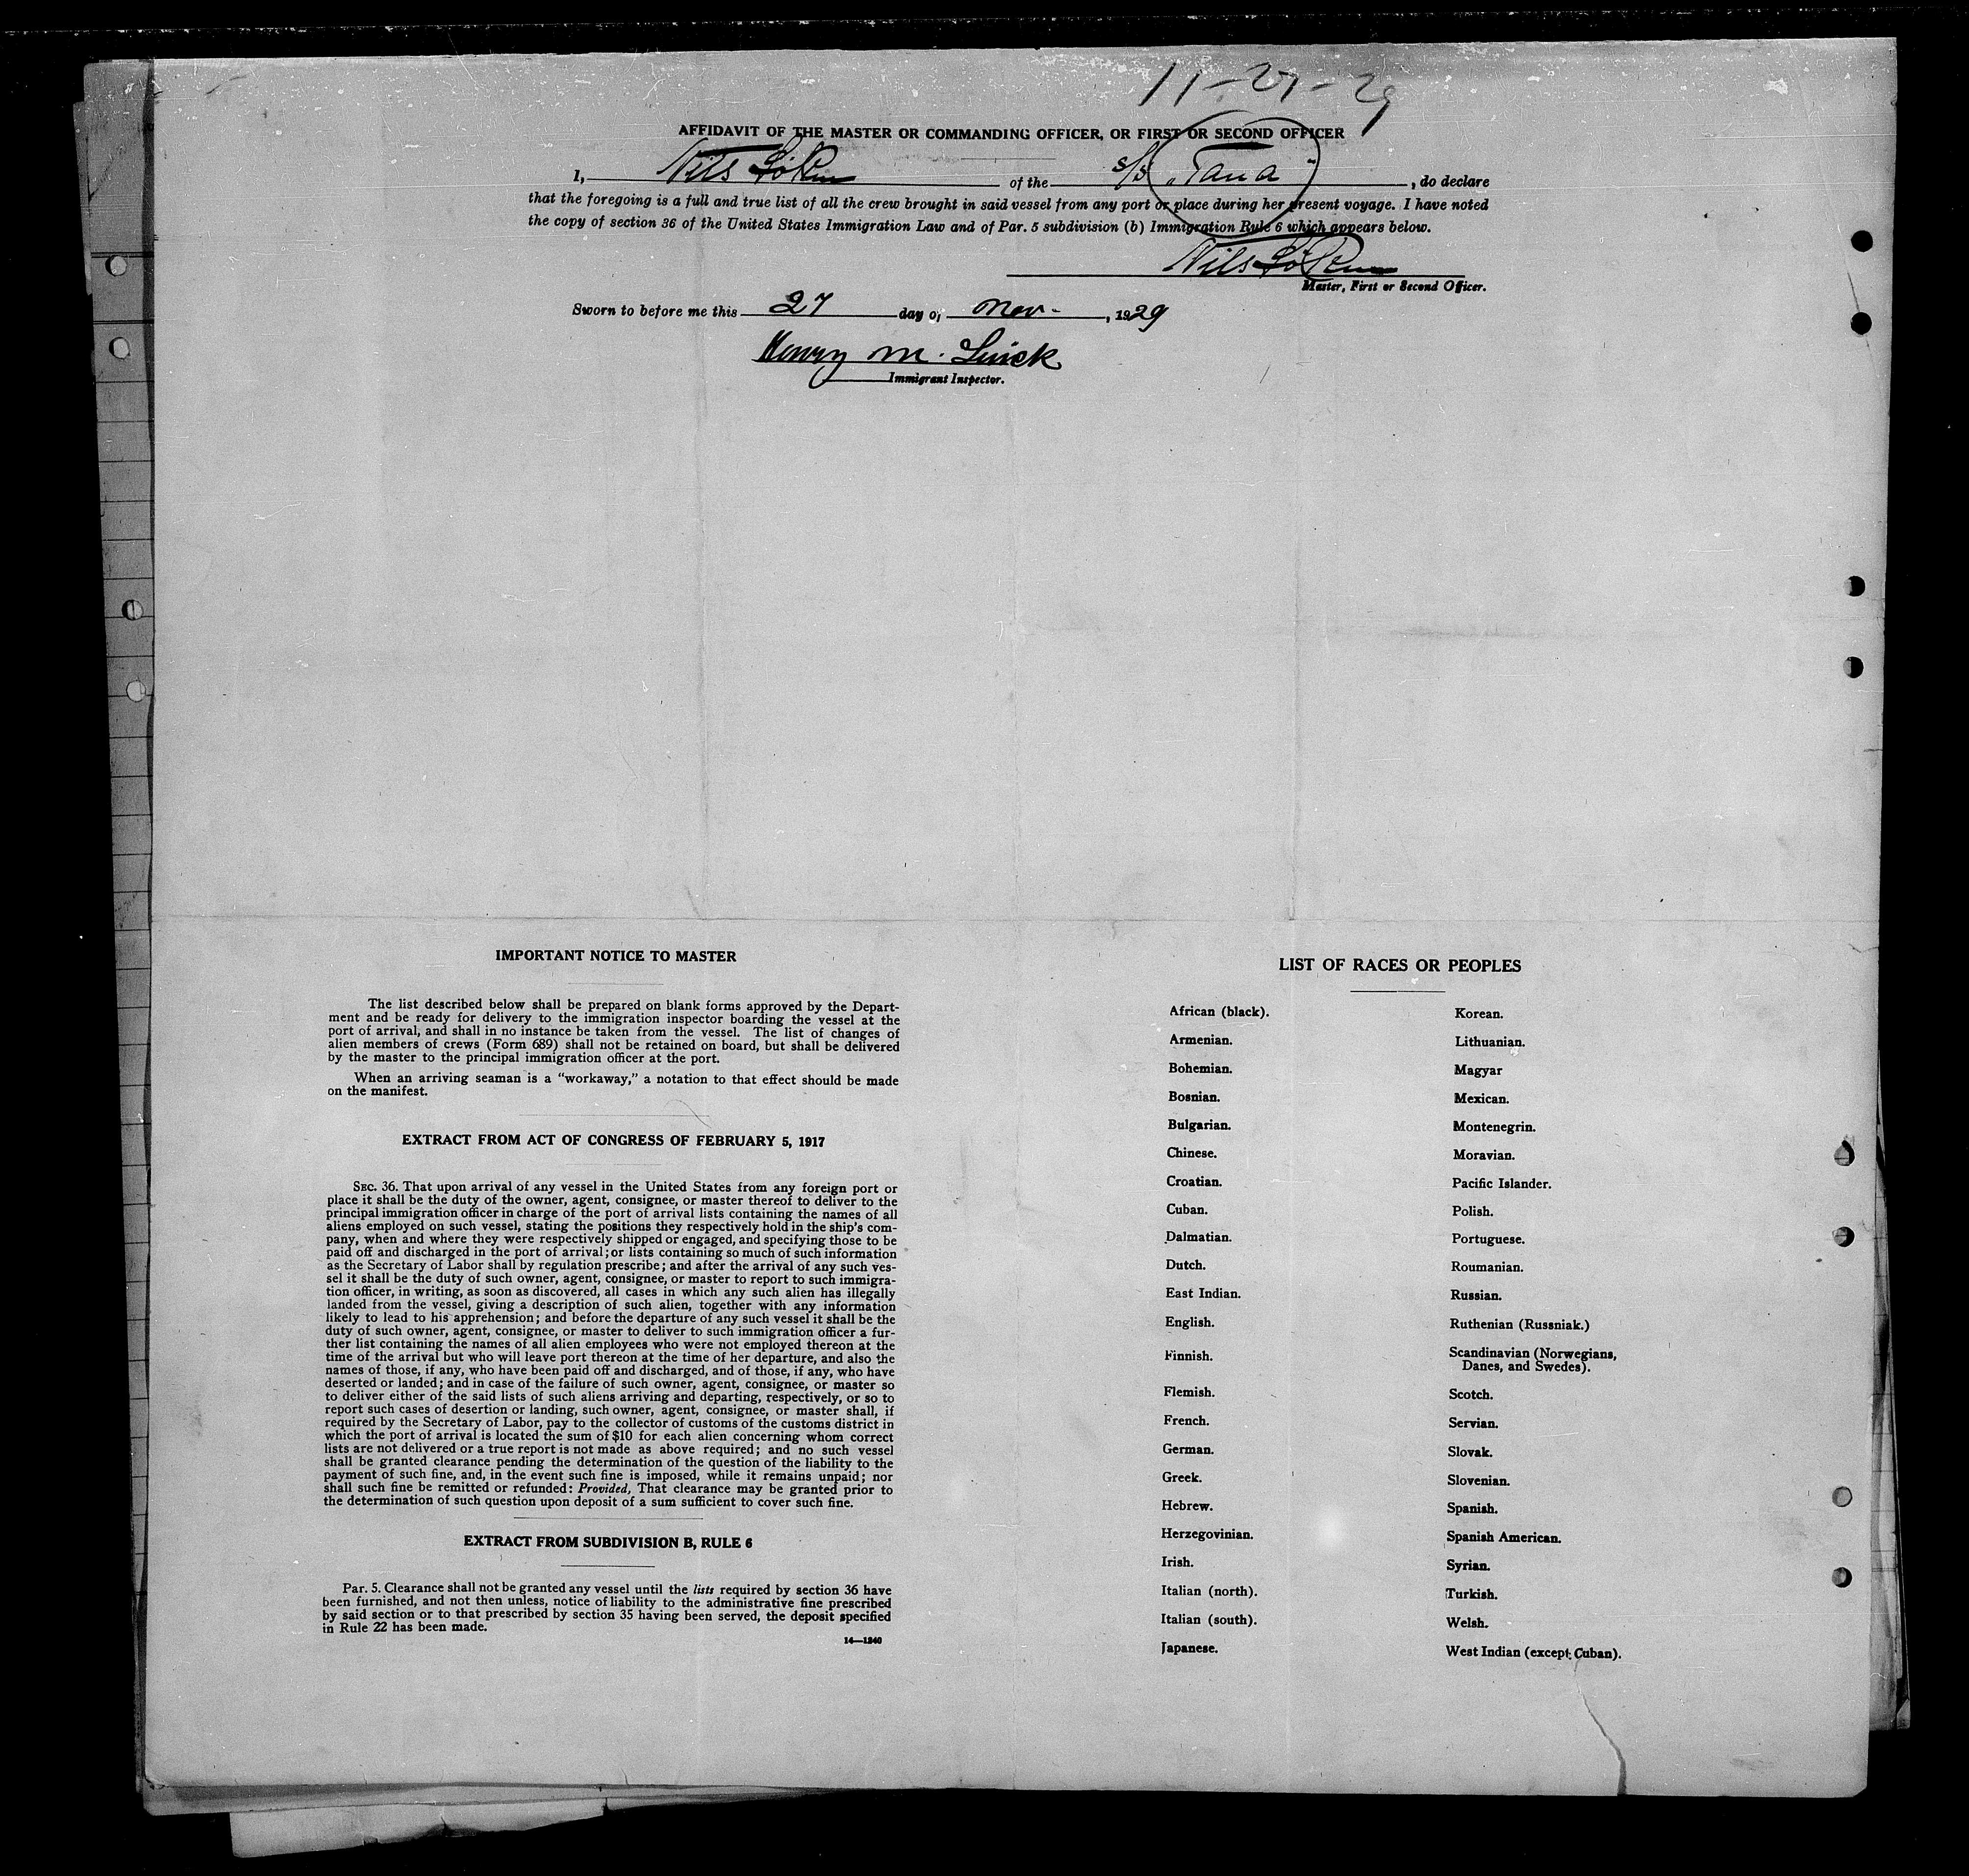 11-27-29
AFFIDAVIT OF THE MASTER OR COMMANDING OFFICER, OR FIRST OR SECOND OFFICER
I, Nils of the s/s "Tana", do declare
that the foregoing is a full and true list of all the crew brought in said vessel from any port or place during her present voyage. I have noted
the copy of section 36 of the United States Immigration Law and of Par. 5 subdivision (b) Immigration Rule 6 which appears below.
Nils
Master, First or Second Officer.
Sworn to before me this 27 day of Nov. , 1929
Henry M.
Immigrant Inspector.
IMPORTANT NOTICE TO MASTER
The list described below shall be prepared on blank forms approved by the Depart-
ment and be ready for delivery to the immigration inspector boarding the vessel at the
port of arrival, and shall in no instance be taken from the vessel. The list of changes of
alien members of crews (Form 689) shall not be retained on board, but shall be delivered
by the master to the principal immigration officer at the port.
When an arriving seaman is a "workaway," a notation to that effect should be made
on the manifest.
EXTRACT FROM ACT OF CONGRESS OF FEBRUARY 5, 1917
SEC. 36. That upon arrival of any vessel in the United States from any foreign port or
place it shall be the duty of the owner, agent, consignee, or master thereof to deliver to the
principal immigration officer in charge of the port of arrival lists containing the names of all
aliens employed on such vessel, stating the positions they respectively hold in the ship's com-
pany, when and where they were respectively shipped or engaged, and specifying those to be
paid off and discharged in the port of arrival; or lists containing so much of such information
as the Secretary of Labor shall by regulation prescribe; and after the arrival of any such ves-
sel it shall be the duty of such owner, agent, consignee, or master to report to such immigra-
tion officer, in writing, as soon as discovered, all cases in which any such alien has illegally
landed from the vessel, giving a description of such alien, together with any information
likely to lead to his apprehension; and before the departure of any such vessel it shall be the
duty of such owner, agent, consignee, or master to deliver to such immigration officer a fur-
ther list containing the names of all alien employees who were not employed thereon at the
time of the arrival but who will leave port thereon at the time of her departure, and also the
names of those, if any, who have been paid off and discharged, and of those, if any, who have
deserted or landed; and in case of the failure of such owner, agent, consignee, or master so
to deliver either of the said lists of such aliens arriving and departing, respectively, or so to
report such cases of desertion or landing, such owner, agent, consignee, or master shall, if
required by the Secretary of Labor, pay to the collector of customs of the customs district in
which the port of arrival is located the sum of $10 for each alien concerning whom correct
lists are not delivered or a true report is not made as above required; and no such vessel
shall be granted clearance pending the determination of the question of the liability to the
payment of such fine, and, in the event such fine is imposed, while it remains unpaid; nor
shall such fine be remitted or refunded: Provided, That clearance may be granted prior to
the determination of such question upon deposit of a sum sufficient to cover such fine.
EXTRACT FROM SUBDIVISION B, RULE 6
Par. 5. Clearance shall not be granted any vessel until the lists required by section 36 have
been furnished, and not then unless, notice of liability to the administrative fine prescribed
by said section or to that prescribed by section 35 having been served, the deposit specified
in Rule 22 has been made.
14—1240
LIST OF RACES OR PEOPLES
African (black).
Armenian.
Bohemian.
Bosnian.
Bulgarian.
Chinese.
Croatian.
Cuban.
Dalmatian.
Dutch.
East Indian.
English.
Finnish.
Flemish.
French.
German.
Greek.
Hebrew.
Herzegovinian.
Irish.
Italian (north).
Italian (south).
Japanese.
Korean.
Lithuanian.
Magyar
Mexican.
Montenegrin.
Moravian.
Pacific Islander.
Polish.
Portuguese.
Roumanian.
Russian.
Ruthenian (Russniak.)
Scandinavian (Norwegians,
Danes, and Swedes).
Scotch.
Servian.
Slovak.
Slovenian.
Spanish.
Spanish American.
Syrian.
Turkish.
Welsh.
West Indian (except Cuban).